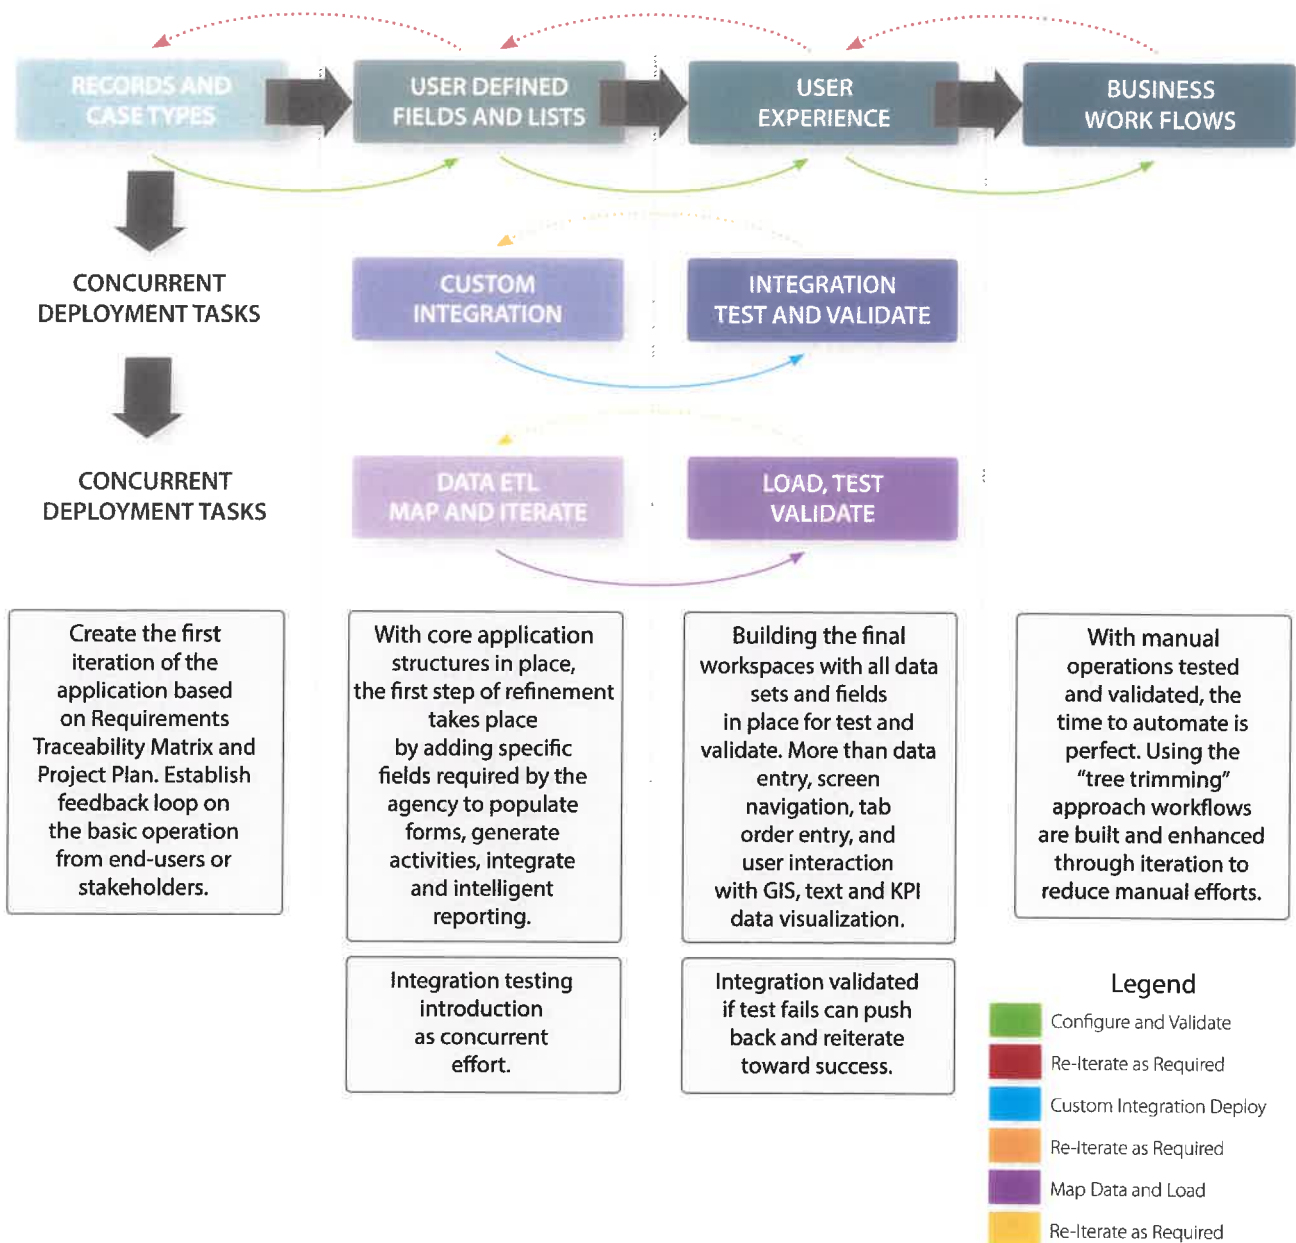 RECORDS AND
CASE TYPES
USER DEFINED
FIELDS AND LISTS
USER
EXPERIENCE
BUSINESS
WORK FLOWS
CONCURRENT
DEPLOYMENT TASKS
CUSTOM
INTEGRATION
INTEGRATION
TEST AND VALIDATE
CONCURRENT
DEPLOYMENT TASKS
DATA ETL
MAP AND ITERATE
LOAD, TEST
VALIDATE
Create the first
iteration of the
application based
on Requirements
Traceability Matrix and
Project Plan. Establish
feedback loop on
the basic operation
from end-users or
stakeholders.
With core application
structures in place,
the first step of refinement
takes place
by adding specific
fields required by the
agency to populate
forms, generate
activities, integrate
and intelligent
reporting.
Building the final
workspaces with all data
sets and fields
in place for test and
validate. More than data
entry, screen
navigation, tab
order entry, and
user interaction
with GIS, text and KPI
data visualization.
With manual
operations tested
and validated, the
time to automate is
perfect. Using the
“tree trimming”
approach workflows
are built and enhanced
through iteration to
reduce manual efforts.
Integration testing
introduction
as concurrent
effort.
Integration validated
if test fails can push
back and reiterate
toward success.
Legend
Configure and Validate
Re-Iterate as Required
Custom Integration Deploy
Re-Iterate as Required
Map Data and Load
Re-Iterate as Required